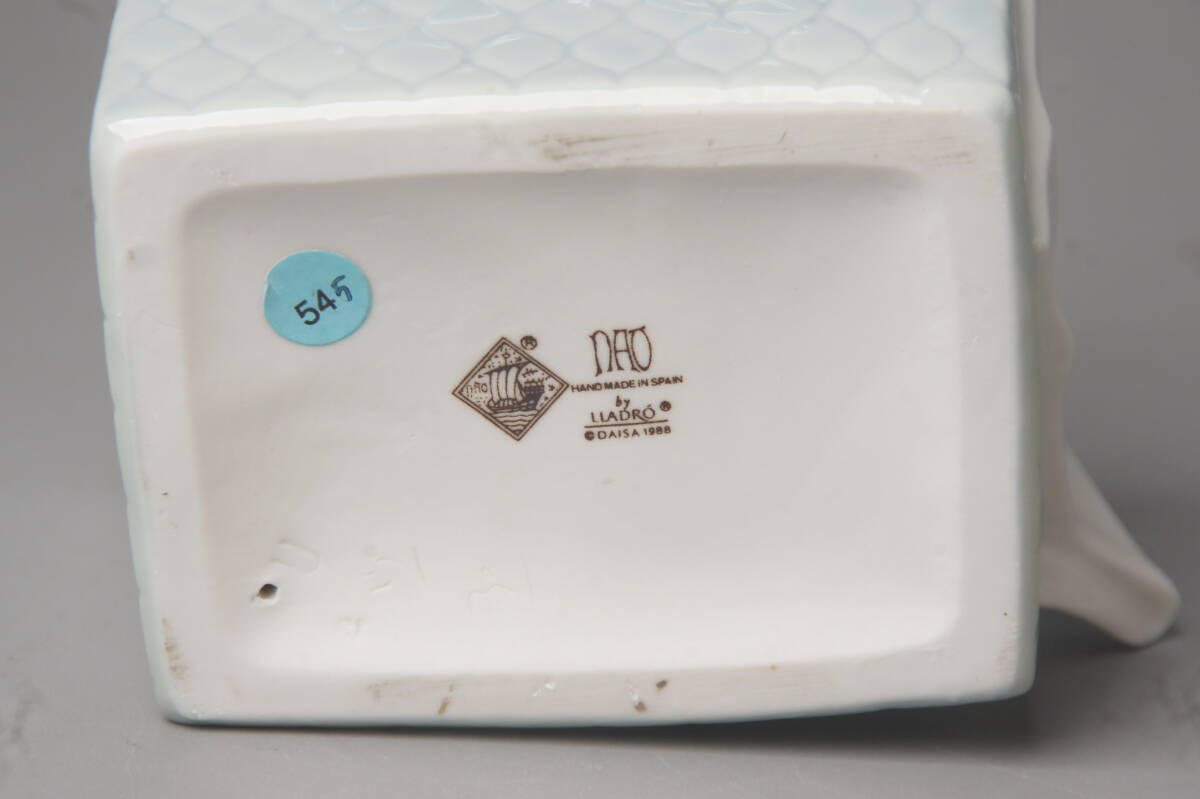 545
NAO
®
NAO
HAND MADE IN SPAIN
by
LLADRÓ ®
© DAISA 1988